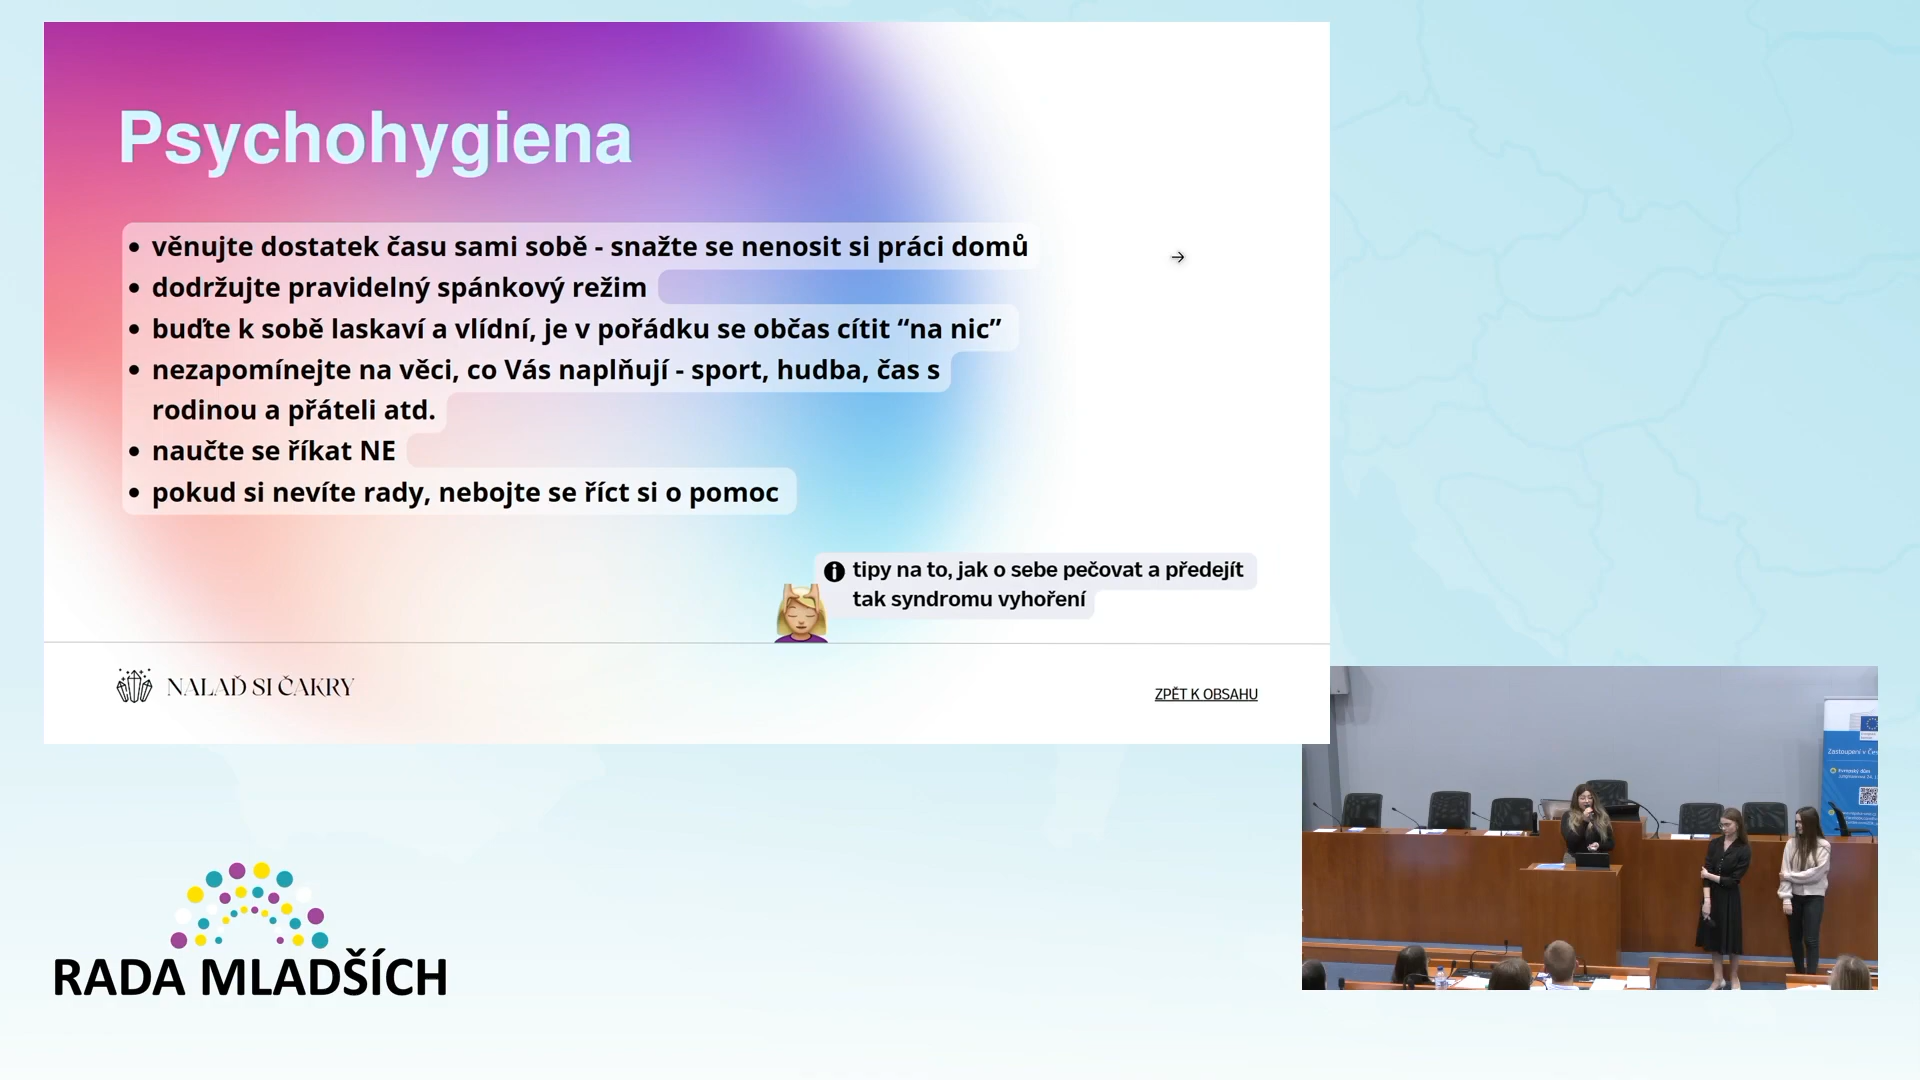 Psychohygiena
• věnujte dostatek času sami sobě - snažte se nenosit si práci domů
• dodržujte pravidelný spánkový režim
• buďte k sobě laskaví a vlídní, je v pořádku se občas cítit “na nic”
• nezapomínejte na věci, co Vás naplňují - sport, hudba, čas s
rodinou a přáteli atd.
• naučte se říkat NE
• pokud si nevíte rady, nebojte se říct si o pomoc
tipy na to, jak o sebe pečovat a předejít
tak syndromu vyhoření
NALAĎ SI ČAKRY
ZPĚT K OBSAHU
Zastoupení v
Evropský dům
RADA MLADŠÍCH